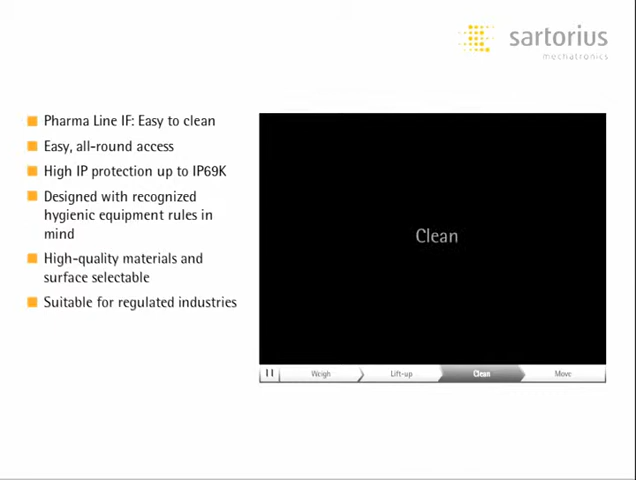 sartorius
mechatronics
Pharma Line IF: Easy to clean
Easy, all-round access
High IP protection up to IP69K
Designed with recognized
hygienic equipment rules in
mind
High-quality materials and
surface selectable
Suitable for regulated industries
Clean
Weigh
Lift-up
Clean
Move